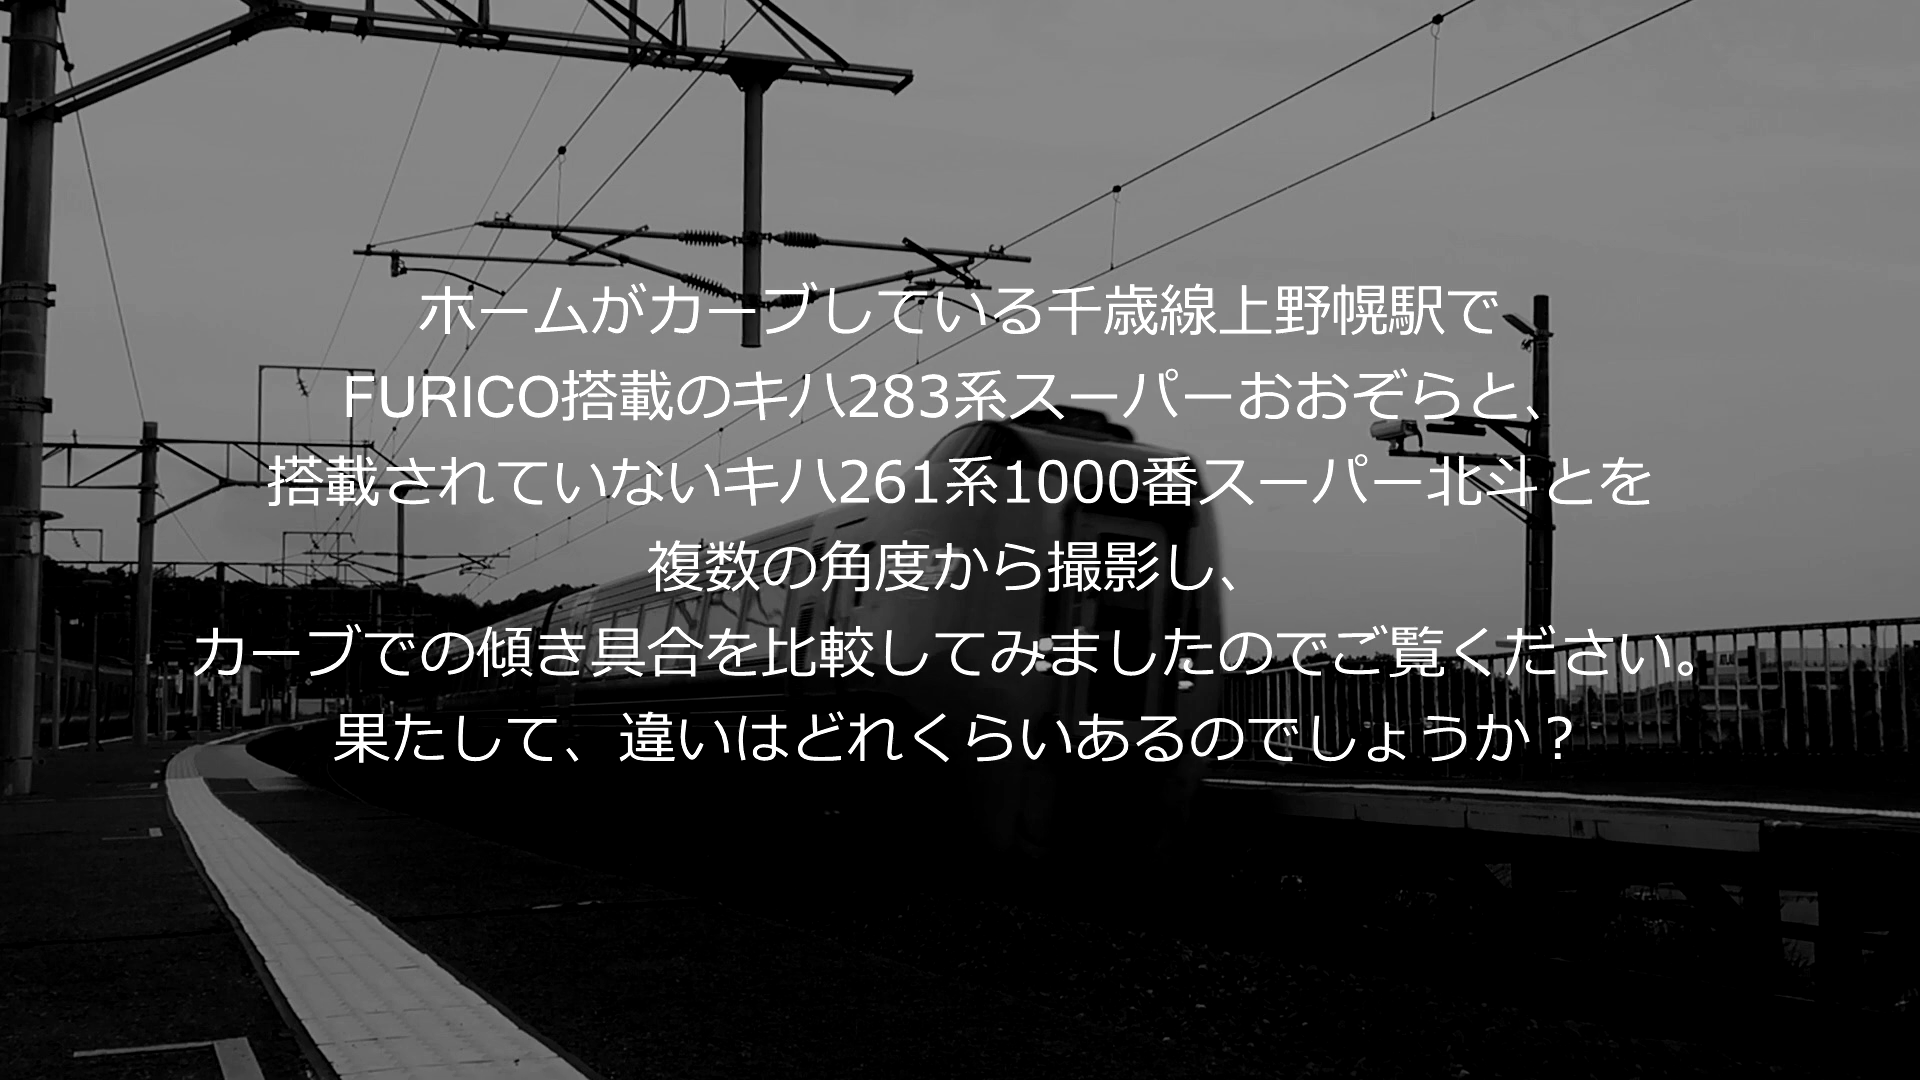 ホームがカーブしている千歳線上野幌駅で
FURICO搭載のキハ283系スーパーおおぞらと、
搭載されていないキハ261系1000番スーパー北斗とを
複数の角度から撮影し、
カーブでの傾き具合を比較してみましたのでご覧ください。
果たして、違いはどれくらいあるのでしょうか？